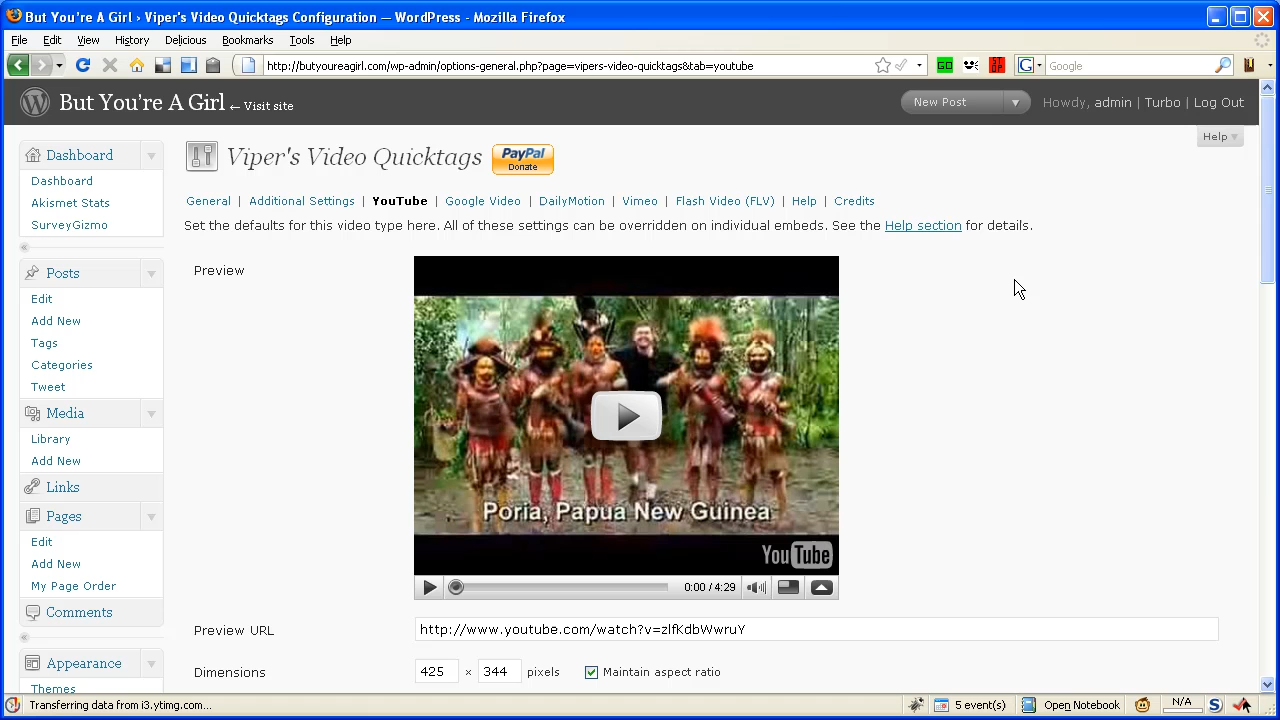 But You're A Girl › Viper's Video Quicktags Configuration — WordPress - Mozilla Firefox
File Edit View History Delicious Bookmarks Tools Help
http://butyoureagirl.com/wp-admin/options-general.php?page=vipers-video-quicktags&tab=youtube
GO
STOP
G
Google
But You're A Girl ← Visit site
New Post
Howdy, admin | Turbo | Log Out
Help
Viper's Video Quicktags
PayPal
Donate
General | Additional Settings | YouTube | Google Video | DailyMotion | Vimeo | Flash Video (FLV) | Help | Credits
Set the defaults for this video type here. All of these settings can be overridden on individual embeds. See the Help section for details.
Dashboard
Dashboard
Akismet Stats
SurveyGizmo
Posts
Edit
Add New
Tags
Categories
Tweet
Media
Library
Add New
Links
Pages
Edit
Add New
My Page Order
Comments
Appearance
Themes
Preview
Poria, Papua New Guinea
YouTube
0:00 / 4:29
Preview URL
http://www.youtube.com/watch?v=zlfKdbWwruY
Dimensions
425 × 344 pixels
Maintain aspect ratio
Transferring data from i3.ytimg.com...
5 event(s)
Open Notebook
N/A
S